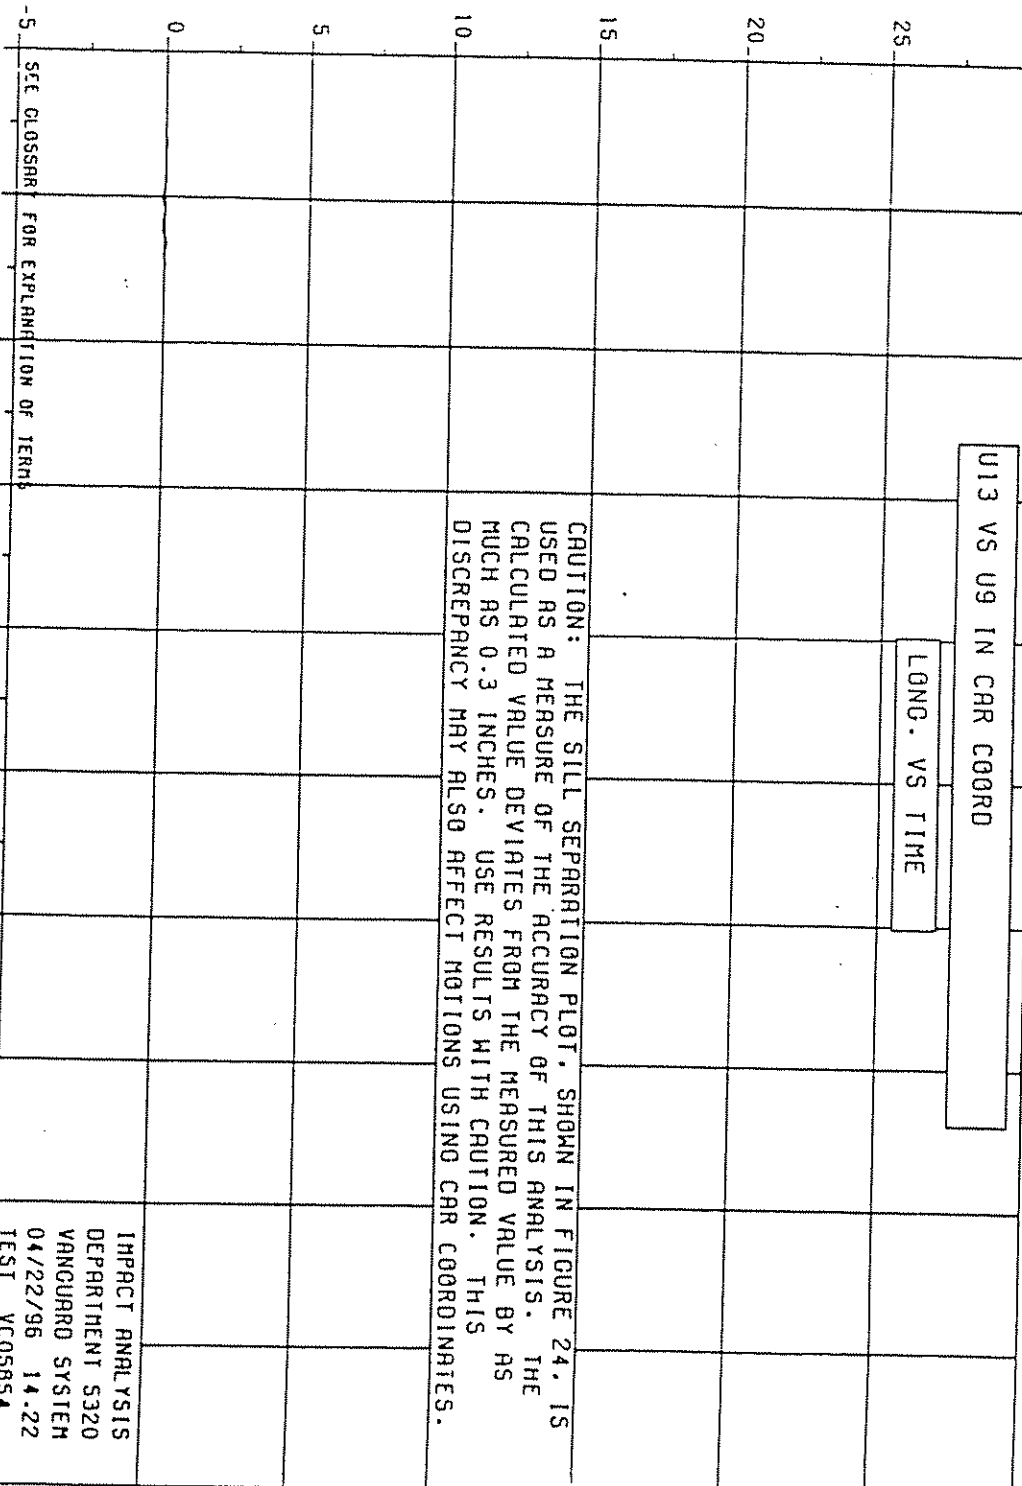 U13 VS U9 IN CAR COORD
LONG. VS TIME
25
20
15
10
5
0
-5
CAUTION: THE SILL SEPARATION PLOT, SHOWN IN FIGURE 24, IS
USED AS A MEASURE OF THE ACCURACY OF THIS ANALYSIS. THE
CALCULATED VALUE DEVIATES FROM THE MEASURED VALUE BY AS
MUCH AS 0.3 INCHES. USE RESULTS WITH CAUTION. THIS
DISCREPANCY MAY ALSO AFFECT MOTIONS USING CAR COORDINATES.
SEE GLOSSARY FOR EXPLANATION OF TERMS
IMPACT ANALYSIS
DEPARTMENT S320
VANGUARD SYSTEM
04/22/96 14.22
TEST VC05854